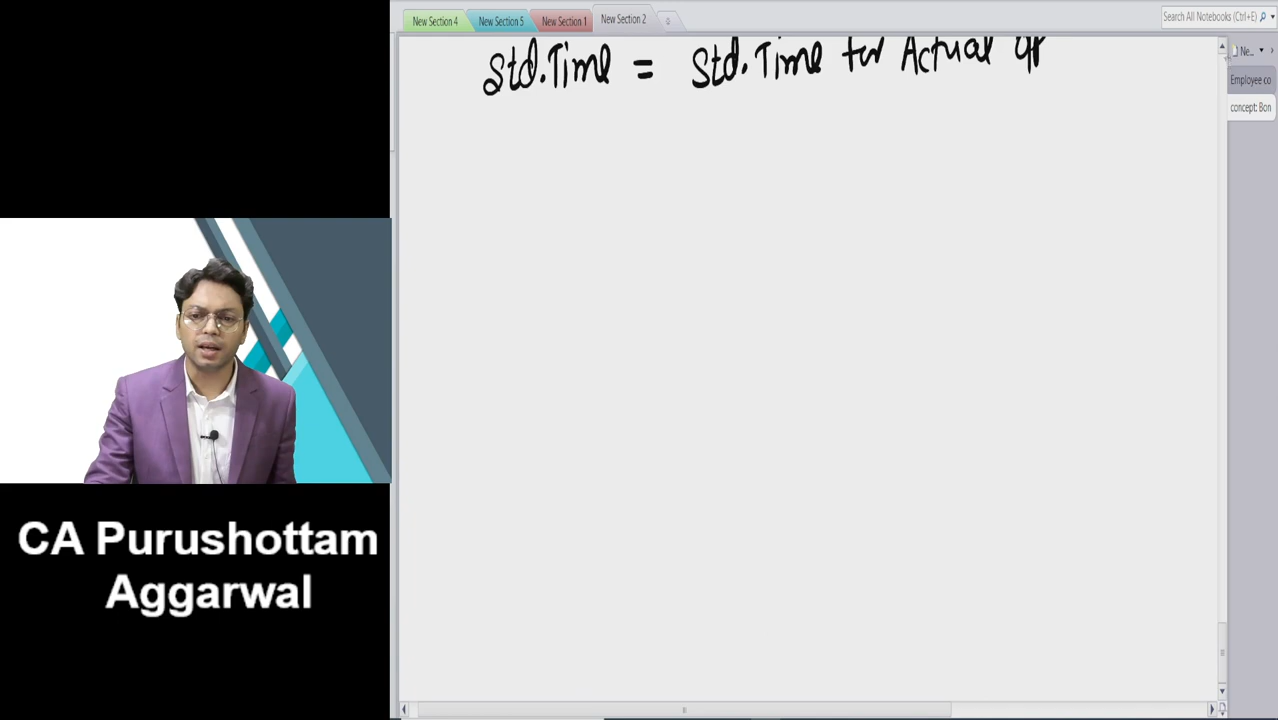 New Section 4
New Section 5
New Section 1
New Section 2
Search All Notebooks (Ctrl+E)
Ne...
Employee co
concept: Bon
Std.Time = Std.Time for Actual
CA Purushottam
Aggarwal